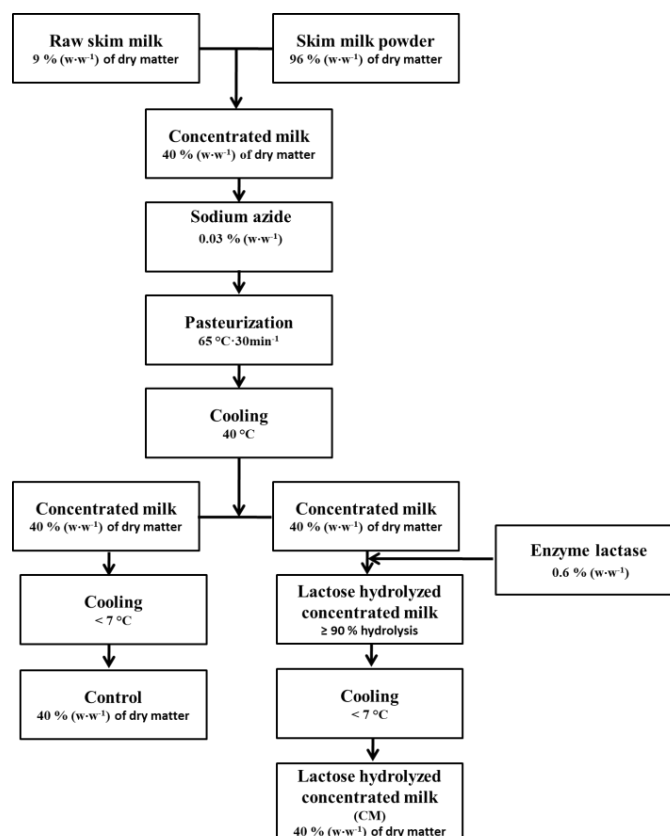 Raw skim milk
9 % (w·w⁻¹) of dry matter
Skim milk powder
96 % (w·w⁻¹) of dry matter
Concentrated milk
40 % (w·w⁻¹) of dry matter
Sodium azide
0.03 % (w·w⁻¹)
Pasteurization
65 °C·30min⁻¹
Cooling
40 °C
Concentrated milk
40 % (w·w⁻¹) of dry matter
Concentrated milk
40 % (w·w⁻¹) of dry matter
Enzyme lactase
0.6 % (w·w⁻¹)
Cooling
< 7 °C
Lactose hydrolyzed
concentrated milk
≥ 90 % hydrolysis
Control
40 % (w·w⁻¹) of dry matter
Cooling
< 7 °C
Lactose hydrolyzed
concentrated milk
(CM)
40 % (w·w⁻¹) of dry matter